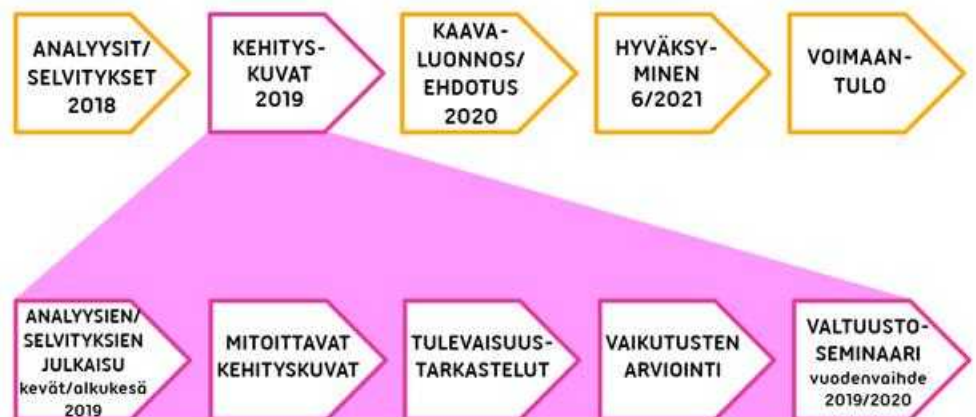 ANALYYSIT/
SELVITYKSET
2018
KEHITYS-
KUVAT
2019
KAAVA-
LUONNOS/
EHDOTUS
2020
HYVÄKSY-
MINEN
6/2021
VOIMAAN-
TULO
ANALYYSIEN/
SELVITYKSIEN
JULKAISU
kevät/alkukesä
2019
MITOITTAVAT
KEHITYSKUVAT
TULEVAISUUS-
TARKASTELUT
VAIKUTUSTEN
ARVIOINTI
VALTUUSTO-
SEMINAARI
vuodenvaihde
2019/2020